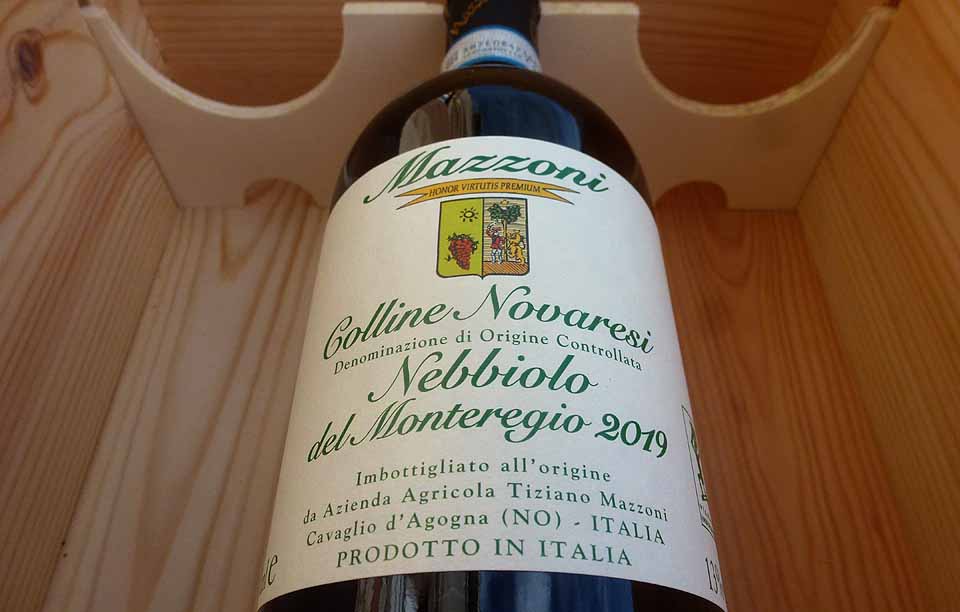 Mazzoni
HONOR VIRTUTIS PREMIUM
Colline Novaresi
Denominazione di Origine Controllata
Nebbiolo
del Monteregio 2019
Imbottigliato all'origine
da Azienda Agricola Tiziano Mazzoni
Cavaglio d'Agogna (NO) - ITALIA
PRODOTTO IN ITALIA